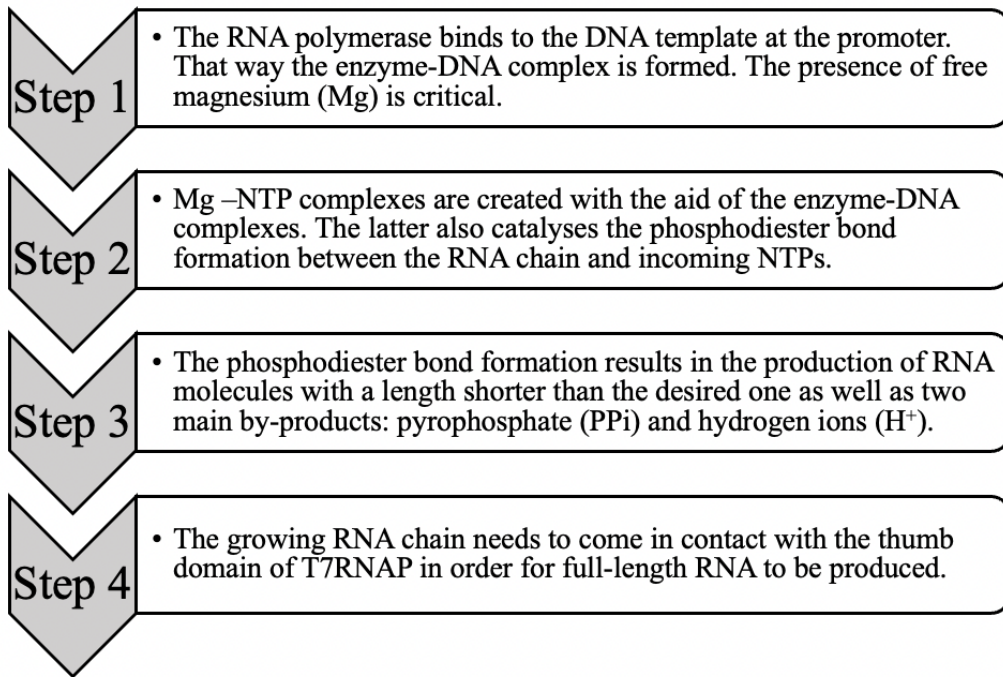 Step 1
• The RNA polymerase binds to the DNA template at the promoter.
That way the enzyme-DNA complex is formed. The presence of free
magnesium (Mg) is critical.
Step 2
• Mg –NTP complexes are created with the aid of the enzyme-DNA
complexes. The latter also catalyses the phosphodiester bond
formation between the RNA chain and incoming NTPs.
Step 3
• The phosphodiester bond formation results in the production of RNA
molecules with a length shorter than the desired one as well as two
main by-products: pyrophosphate (PPi) and hydrogen ions (H⁺).
Step 4
• The growing RNA chain needs to come in contact with the thumb
domain of T7RNAP in order for full-length RNA to be produced.